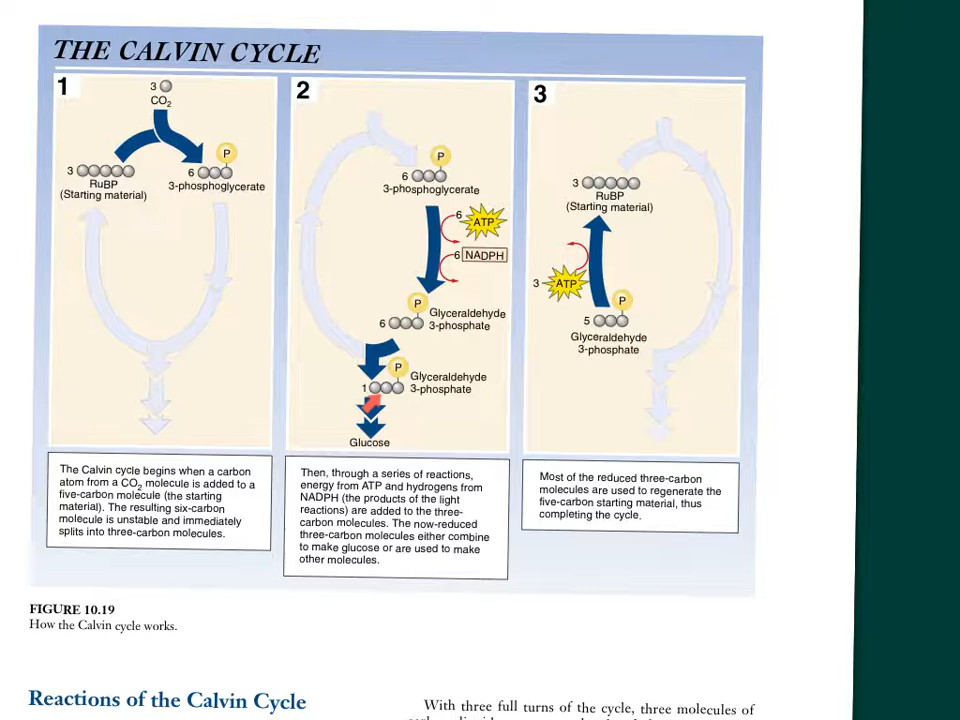 THE CALVIN CYCLE
1
3
CO2
3
RuBP
(Starting material)
P
6
3-phosphoglycerate
The Calvin cycle begins when a carbon
atom from a CO2 molecule is added to a
five-carbon molecule (the starting
material). The resulting six-carbon
molecule is unstable and immediately
splits into three-carbon molecules.
2
P
6
3-phosphoglycerate
6
ATP
6
NADPH
P
6
Glyceraldehyde
3-phosphate
P
1
Glyceraldehyde
3-phosphate
Glucose
Then, through a series of reactions,
energy from ATP and hydrogens from
NADPH (the products of the light
reactions) are added to the three-
carbon molecules. The now-reduced
three-carbon molecules either combine
to make glucose or are used to make
other molecules.
3
3
RuBP
(Starting material)
3
ATP
P
5
Glyceraldehyde
3-phosphate
Most of the reduced three-carbon
molecules are used to regenerate the
five-carbon starting material, thus
completing the cycle.
FIGURE 10.19
How the Calvin cycle works.
Reactions of the Calvin Cycle
With three full turns of the cycle, three molecules of